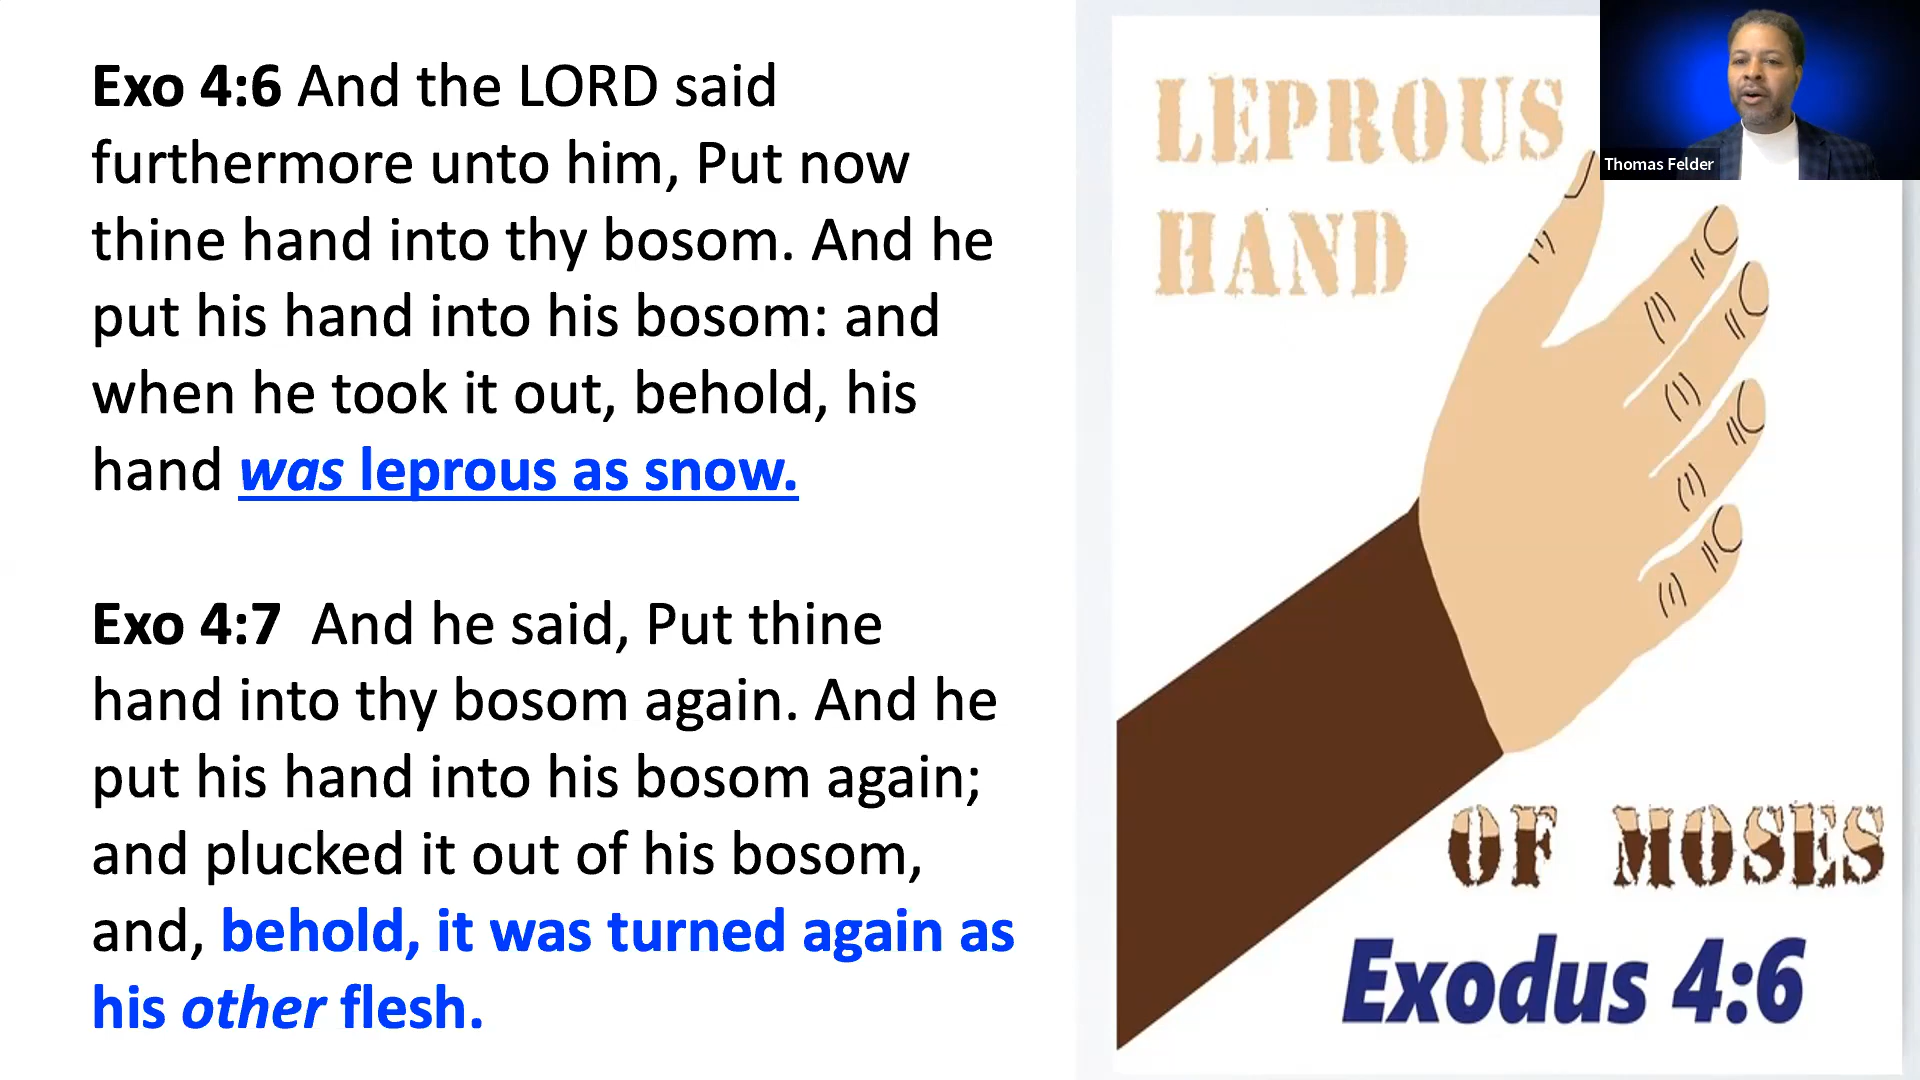 Exo 4:6 And the LORD said
furthermore unto him, Put now
thine hand into thy bosom. And he
put his hand into his bosom: and
when he took it out, behold, his
hand was leprous as snow.
Exo 4:7  And he said, Put thine
hand into thy bosom again. And he
put his hand into his bosom again;
and plucked it out of his bosom,
and, behold, it was turned again as
his other flesh.
LEPROUS
HAND
OF MOSES
Exodus 4:6
Thomas Felder